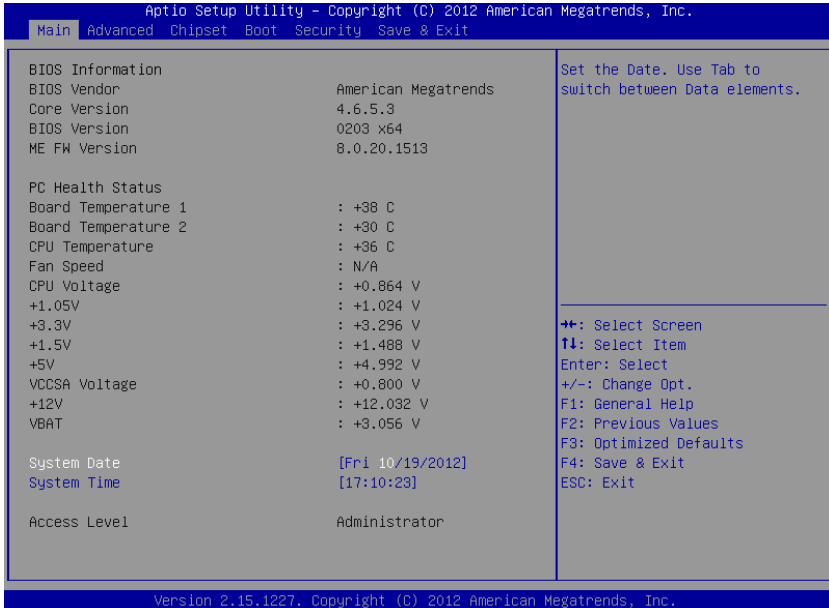 Aptio Setup Utility – Copyright (C) 2012 American Megatrends, Inc.
Main Advanced Chipset Boot Security Save & Exit
BIOS Information
BIOS Vendor American Megatrends
Core Version 4.6.5.3
BIOS Version 0203 x64
ME FW Version 8.0.20.1513
PC Health Status
Board Temperature 1 : +38 C
Board Temperature 2 : +30 C
CPU Temperature : +36 C
Fan Speed : N/A
CPU Voltage : +0.864 V
+1.05V : +1.024 V
+3.3V : +3.296 V
+1.5V : +1.488 V
+5V : +4.992 V
VCCSA Voltage : +0.800 V
+12V : +12.032 V
VBAT : +3.056 V
System Date [Fri 10/19/2012]
System Time [17:10:23]
Access Level Administrator
Set the Date. Use Tab to
switch between Data elements.
→←: Select Screen
↑↓: Select Item
Enter: Select
+/-: Change Opt.
F1: General Help
F2: Previous Values
F3: Optimized Defaults
F4: Save & Exit
ESC: Exit
Version 2.15.1227. Copyright (C) 2012 American Megatrends, Inc.